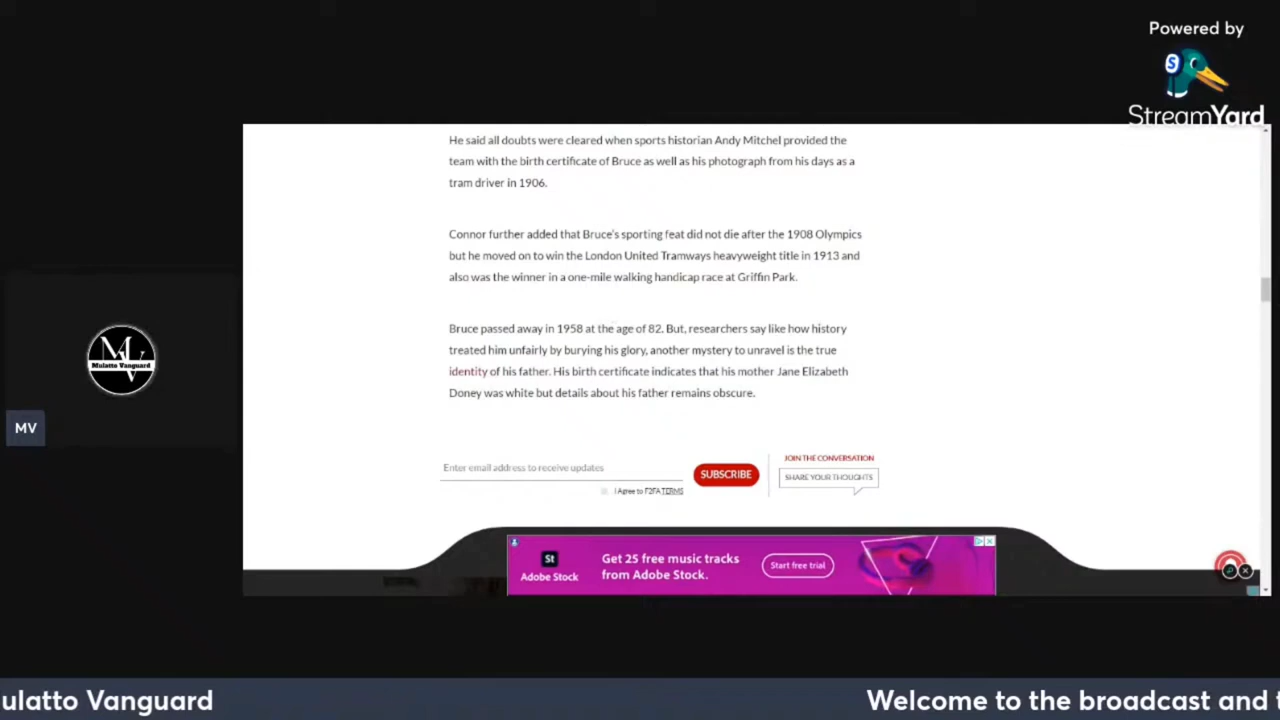 Powered by
S
StreamYard
He said all doubts were cleared when sports historian Andy Mitchel provided the
team with the birth certificate of Bruce as well as his photograph from his days as a
tram driver in 1906.
Connor further added that Bruce's sporting feat did not die after the 1908 Olympics
but he moved on to win the London United Tramways heavyweight title in 1913 and
also was the winner in a one-mile walking handicap race at Griffin Park.
Bruce passed away in 1958 at the age of 82. But, researchers say like how history
treated him unfairly by burying his glory, another mystery to unravel is the true
identity of his father. His birth certificate indicates that his mother Jane Elizabeth
Doney was white but details about his father remains obscure.
MV
Mulatto Vanguard
MV
Enter email address to receive updates
SUBSCRIBE
I Agree to F2FA TERMS
JOIN THE CONVERSATION
SHARE YOUR THOUGHTS
St
Adobe Stock
Get 25 free music tracks
from Adobe Stock.
Start free trial
ulatto Vanguard
Welcome to the broadcast and t